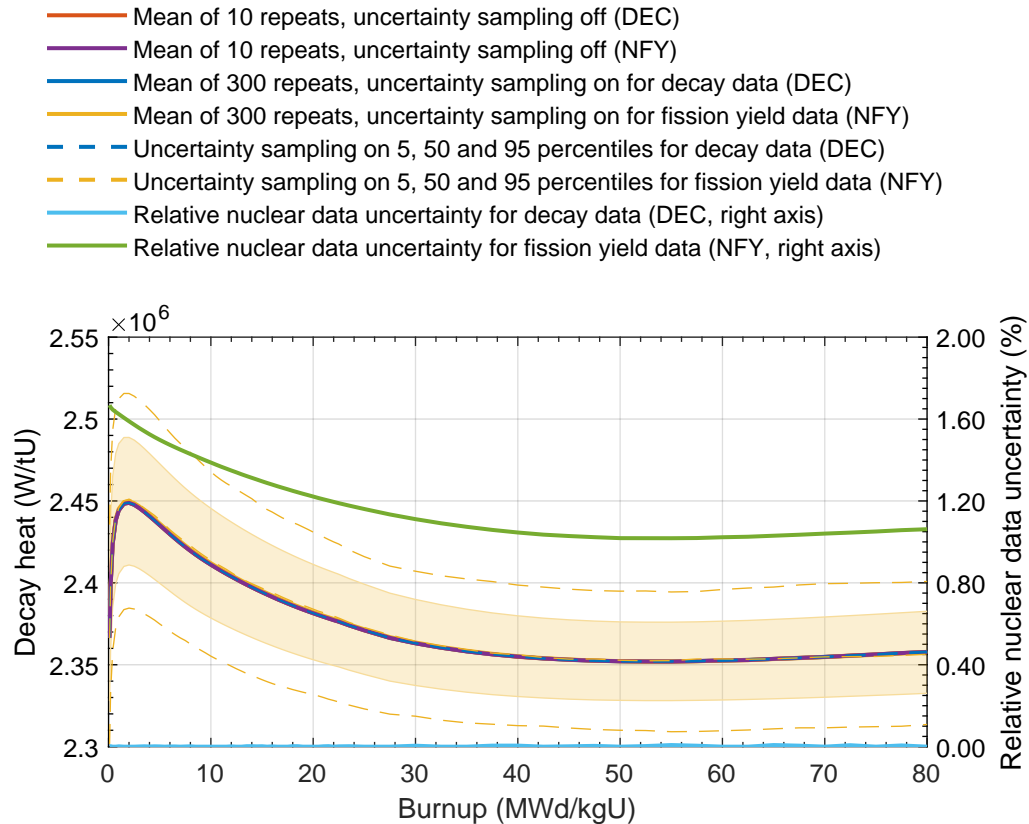 Mean of 10 repeats, uncertainty sampling off (DEC)
Mean of 10 repeats, uncertainty sampling off (NFY)
Mean of 300 repeats, uncertainty sampling on for decay data (DEC)
Mean of 300 repeats, uncertainty sampling on for fission yield data (NFY)
Uncertainty sampling on 5, 50 and 95 percentiles for decay data (DEC)
Uncertainty sampling on 5, 50 and 95 percentiles for fission yield data (NFY)
Relative nuclear data uncertainty for decay data (DEC, right axis)
Relative nuclear data uncertainty for fission yield data (NFY, right axis)
×10⁶
Decay heat (W/tU)
2.55
2.5
2.45
2.4
2.35
2.3
2.00
1.60
1.20
0.80
0.40
0.00
Relative nuclear data uncertainty (%)
0 10 20 30 40 50 60 70 80
Burnup (MWd/kgU)